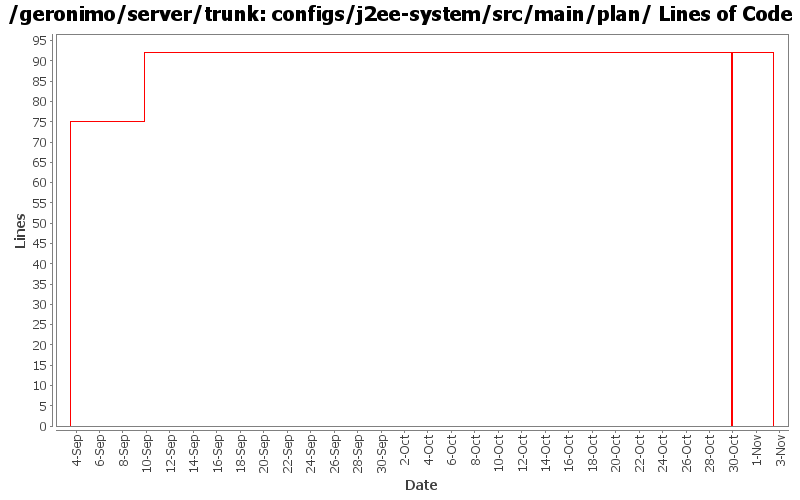 /geronimo/server/trunk: configs/j2ee-system/src/main/plan/ Lines of Code
95
90
85
80
75
70
65
60
55
50
45
40
35
30
25
20
15
10
5
0
Lines
4-Sep
6-Sep
8-Sep
10-Sep
12-Sep
14-Sep
16-Sep
18-Sep
20-Sep
22-Sep
24-Sep
26-Sep
28-Sep
30-Sep
2-Oct
4-Oct
6-Oct
8-Oct
10-Oct
12-Oct
14-Oct
16-Oct
18-Oct
20-Oct
22-Oct
24-Oct
26-Oct
28-Oct
30-Oct
1-Nov
3-Nov
Date